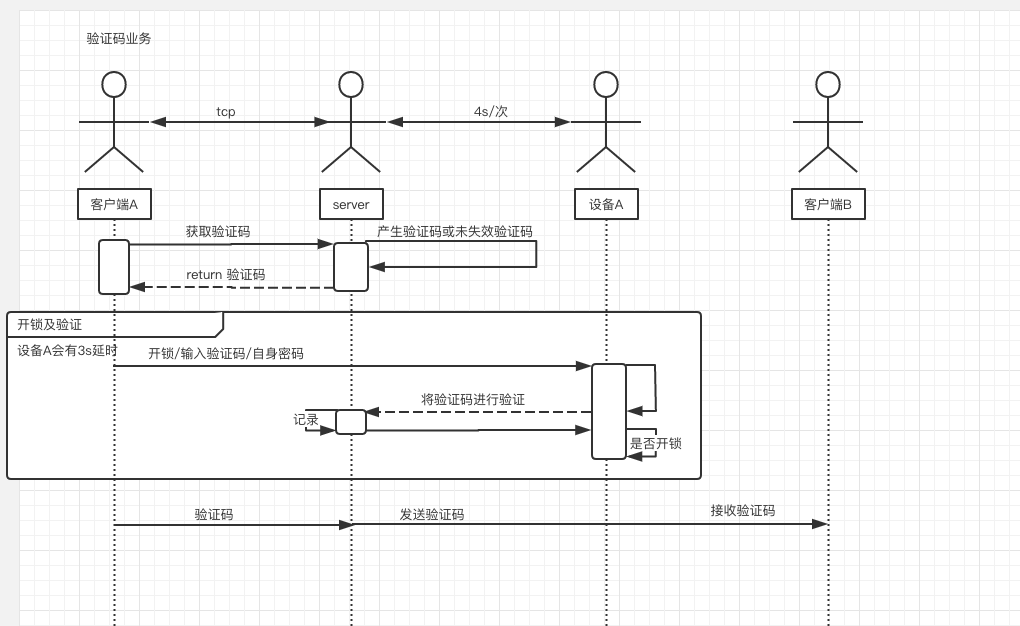 验证码业务
tcp
4s/次
客户端A
server
设备A
客户端B
获取验证码
产生验证码或未失效验证码
return 验证码
开锁及验证
设备A会有3s延时
开锁/输入验证码/自身密码
将验证码进行验证
记录
是否开锁
验证码
发送验证码
接收验证码